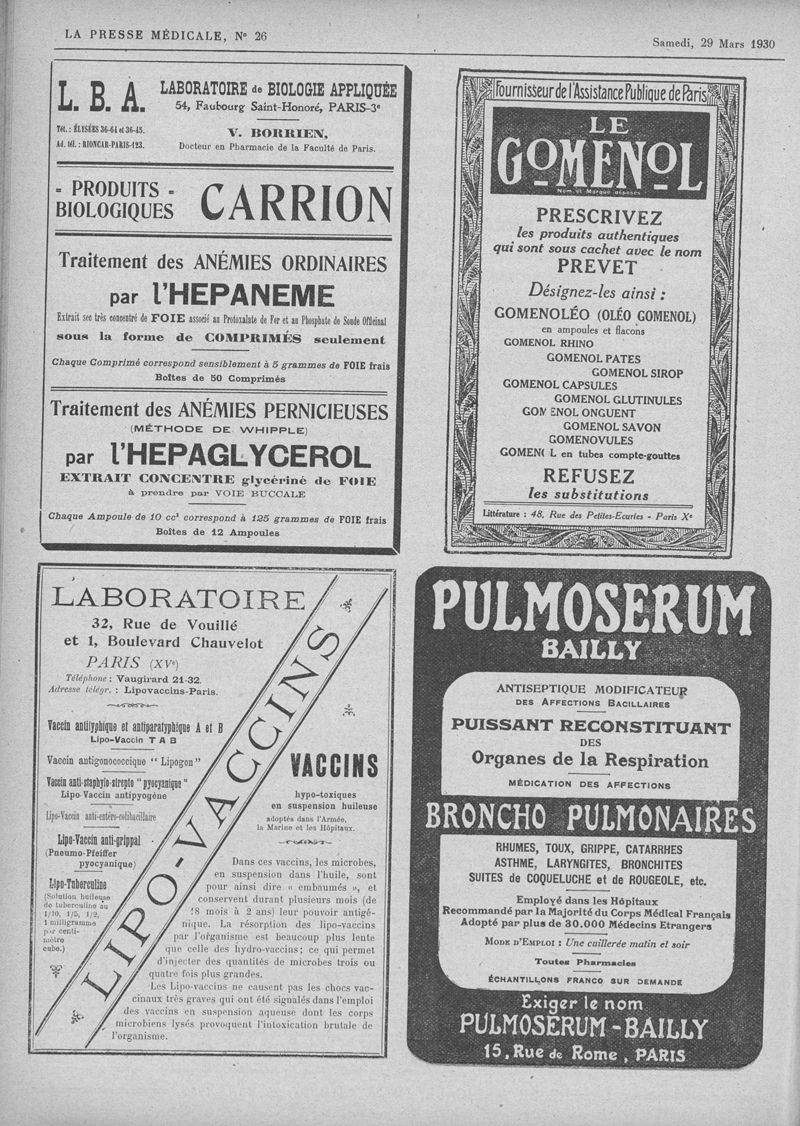 LA PRESSE MÉDICALE, N° 26
Samedi, 29 Mars 1930
L. B. A.
LABORATOIRE de BIOLOGIE APPLIQUÉE
54, Faubourg Saint-Honoré, PARIS-3e
Tél. : ÉLYSÉES 36-64 et 36-45.
Ad. tél. : RIONCAR-PARIS-123.
V. BORRIEN,
Docteur en Pharmacie de la Faculté de Paris.
- PRODUITS -
BIOLOGIQUES
CARRION
Traitement des ANÉMIES ORDINAIRES
par l'HEPANEME
Extrait sec très concentré de FOIE associé au Protoxalate de Fer et au Phosphate de Soude Officinal
sous la forme de COMPRIMÉS seulement
Chaque Comprimé correspond sensiblement à 5 grammes de FOIE frais
Boîtes de 50 Comprimés
Traitement des ANÉMIES PERNICIEUSES
(MÉTHODE DE WHIPPLE)
par l'HEPAGLYCEROL
EXTRAIT CONCENTRE glycériné de FOIE
à prendre par VOIE BUCCALE
Chaque Ampoule de 10 cc³ correspond à 125 grammes de FOIE frais
Boîtes de 12 Ampoules
Fournisseur de l'Assistance Publique de Paris
LE
GOMENOL
Nom et Marque déposés
PRESCRIVEZ
les produits authentiques
qui sont sous cachet avec le nom
PREVET
Désignez-les ainsi :
GOMENOLÉO (OLÉO GOMENOL)
en ampoules et flacons
GOMENOL RHINO
GOMENOL PATES
GOMENOL SIROP
GOMENOL CAPSULES
GOMENOL GLUTINULES
GOMENOL ONGUENT
GOMENOL SAVON
GOMENOVULES
GOMENOL en tubes compte-gouttes
REFUSEZ
les substitutions
Littérature : 48, Rue des Petites-Ecuries - Paris Xe
LABORATOIRE
32, Rue de Vouillé
et 1, Boulevard Chauvelot
PARIS (XVe)
Téléphone : Vaugirard 21-32.
Adresse télégr. : Lipovaccins-Paris.
Vaccin antityphique et antiparatyphique A et B
Lipo-Vaccin T A B
Vaccin antigonococcique " Lipogon"
Vaccin anti-staphylo-strepto " pyocyanique"
Lipo-Vaccin antipyogène
Lipo-Vaccin anti-entéro-colibacillaire
Lipo-Vaccin anti-grippal
(Pneumo-Pfeiffer
pyocyanique)
Lipo-Tuberculine
(Solution huileuse
de tuberculine au
1/10, 1/5, 1/2,
1 milligramme
par centi-
mètre
cube.)
LIPO-VACCINS
VACCINS
hypo-toxiques
en suspension huileuse
adoptés dans l'Armée,
la Marine et les Hôpitaux.
Dans ces vaccins, les microbes,
en suspension dans l'huile, sont
pour ainsi dire « embaumés », et
conservent durant plusieurs mois (de
18 mois à 2 ans) leur pouvoir antigé-
nique. La résorption des lipo-vaccins
par l'organisme est beaucoup plus lente
que celle des hydro-vaccins; ce qui permet
d'injecter des quantités de microbes trois ou
quatre fois plus grandes.
Les Lipo-vaccins ne causent pas les chocs vac-
cinaux très graves qui ont été signalés dans l'emploi
des vaccins en suspension aqueuse dont les corps
microbiens lysés provoquent l'intoxication brutale de
l'organisme.
PULMOSERUM
BAILLY
ANTISEPTIQUE MODIFICATEUR
DES AFFECTIONS BACILLAIRES
PUISSANT RECONSTITUANT
DES
Organes de la Respiration
MÉDICATION DES AFFECTIONS
BRONCHO PULMONAIRES
RHUMES, TOUX, GRIPPE, CATARRHES
ASTHME, LARYNGITES, BRONCHITES
SUITES de COQUELUCHE et de ROUGEOLE, etc.
Employé dans les Hôpitaux
Recommandé par la Majorité du Corps Médical Français
Adopté par plus de 30.000 Médecins Etrangers
MODE D'EMPLOI : Une cuillerée matin et soir
Toutes Pharmacies
ÉCHANTILLONS FRANCO SUR DEMANDE
Exiger le nom
PULMOSERUM-BAILLY
15, Rue de Rome, PARIS